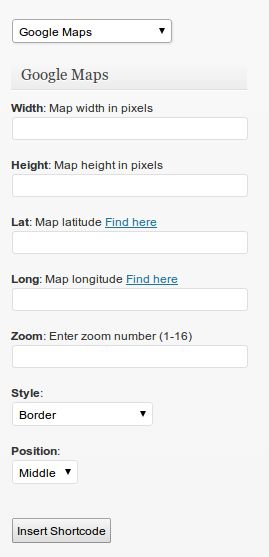 Google Maps
Google Maps
Width: Map width in pixels
Height: Map height in pixels
Lat: Map latitude Find here
Long: Map longitude Find here
Zoom: Enter zoom number (1-16)
Style:
Border
Position:
Middle
Insert Shortcode